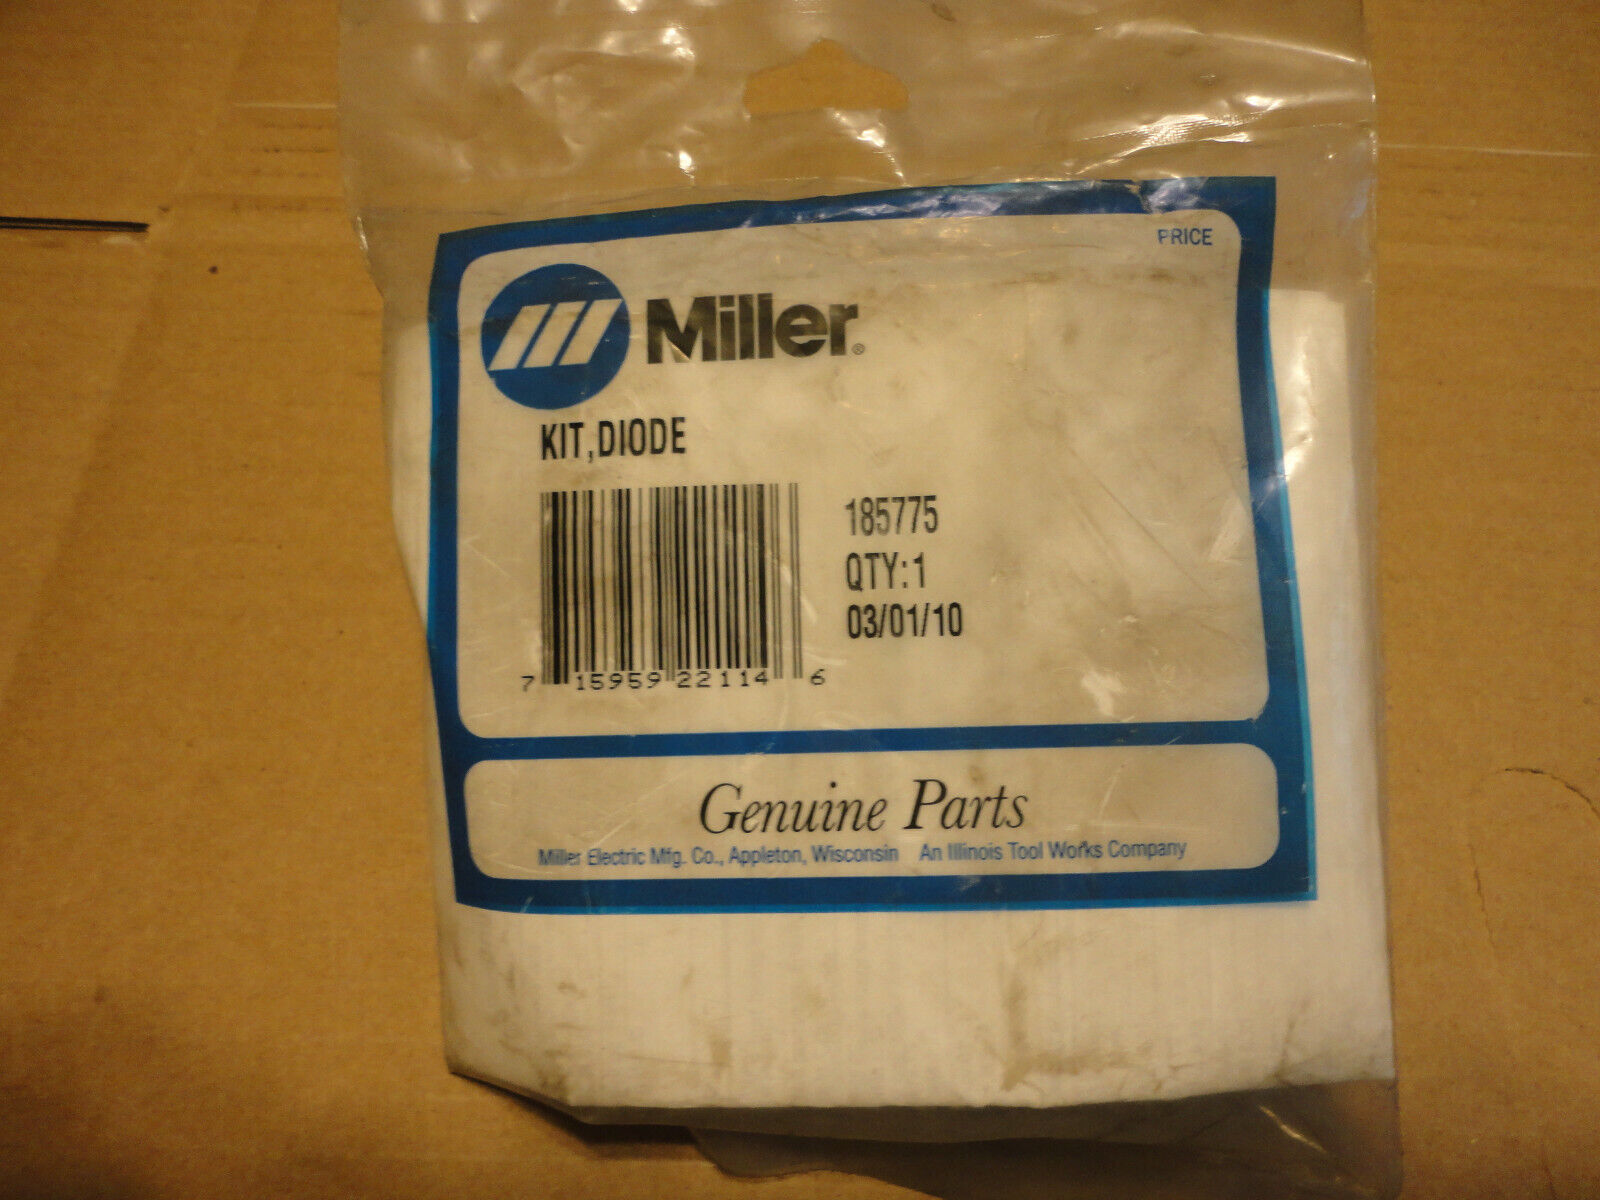 PRICE
Miller®
KIT,DIODE
185775
QTY:1
03/01/10
7 15959 22114 6
Genuine Parts
Miller Electric Mfg. Co., Appleton, Wisconsin An Illinois Tool Works Company